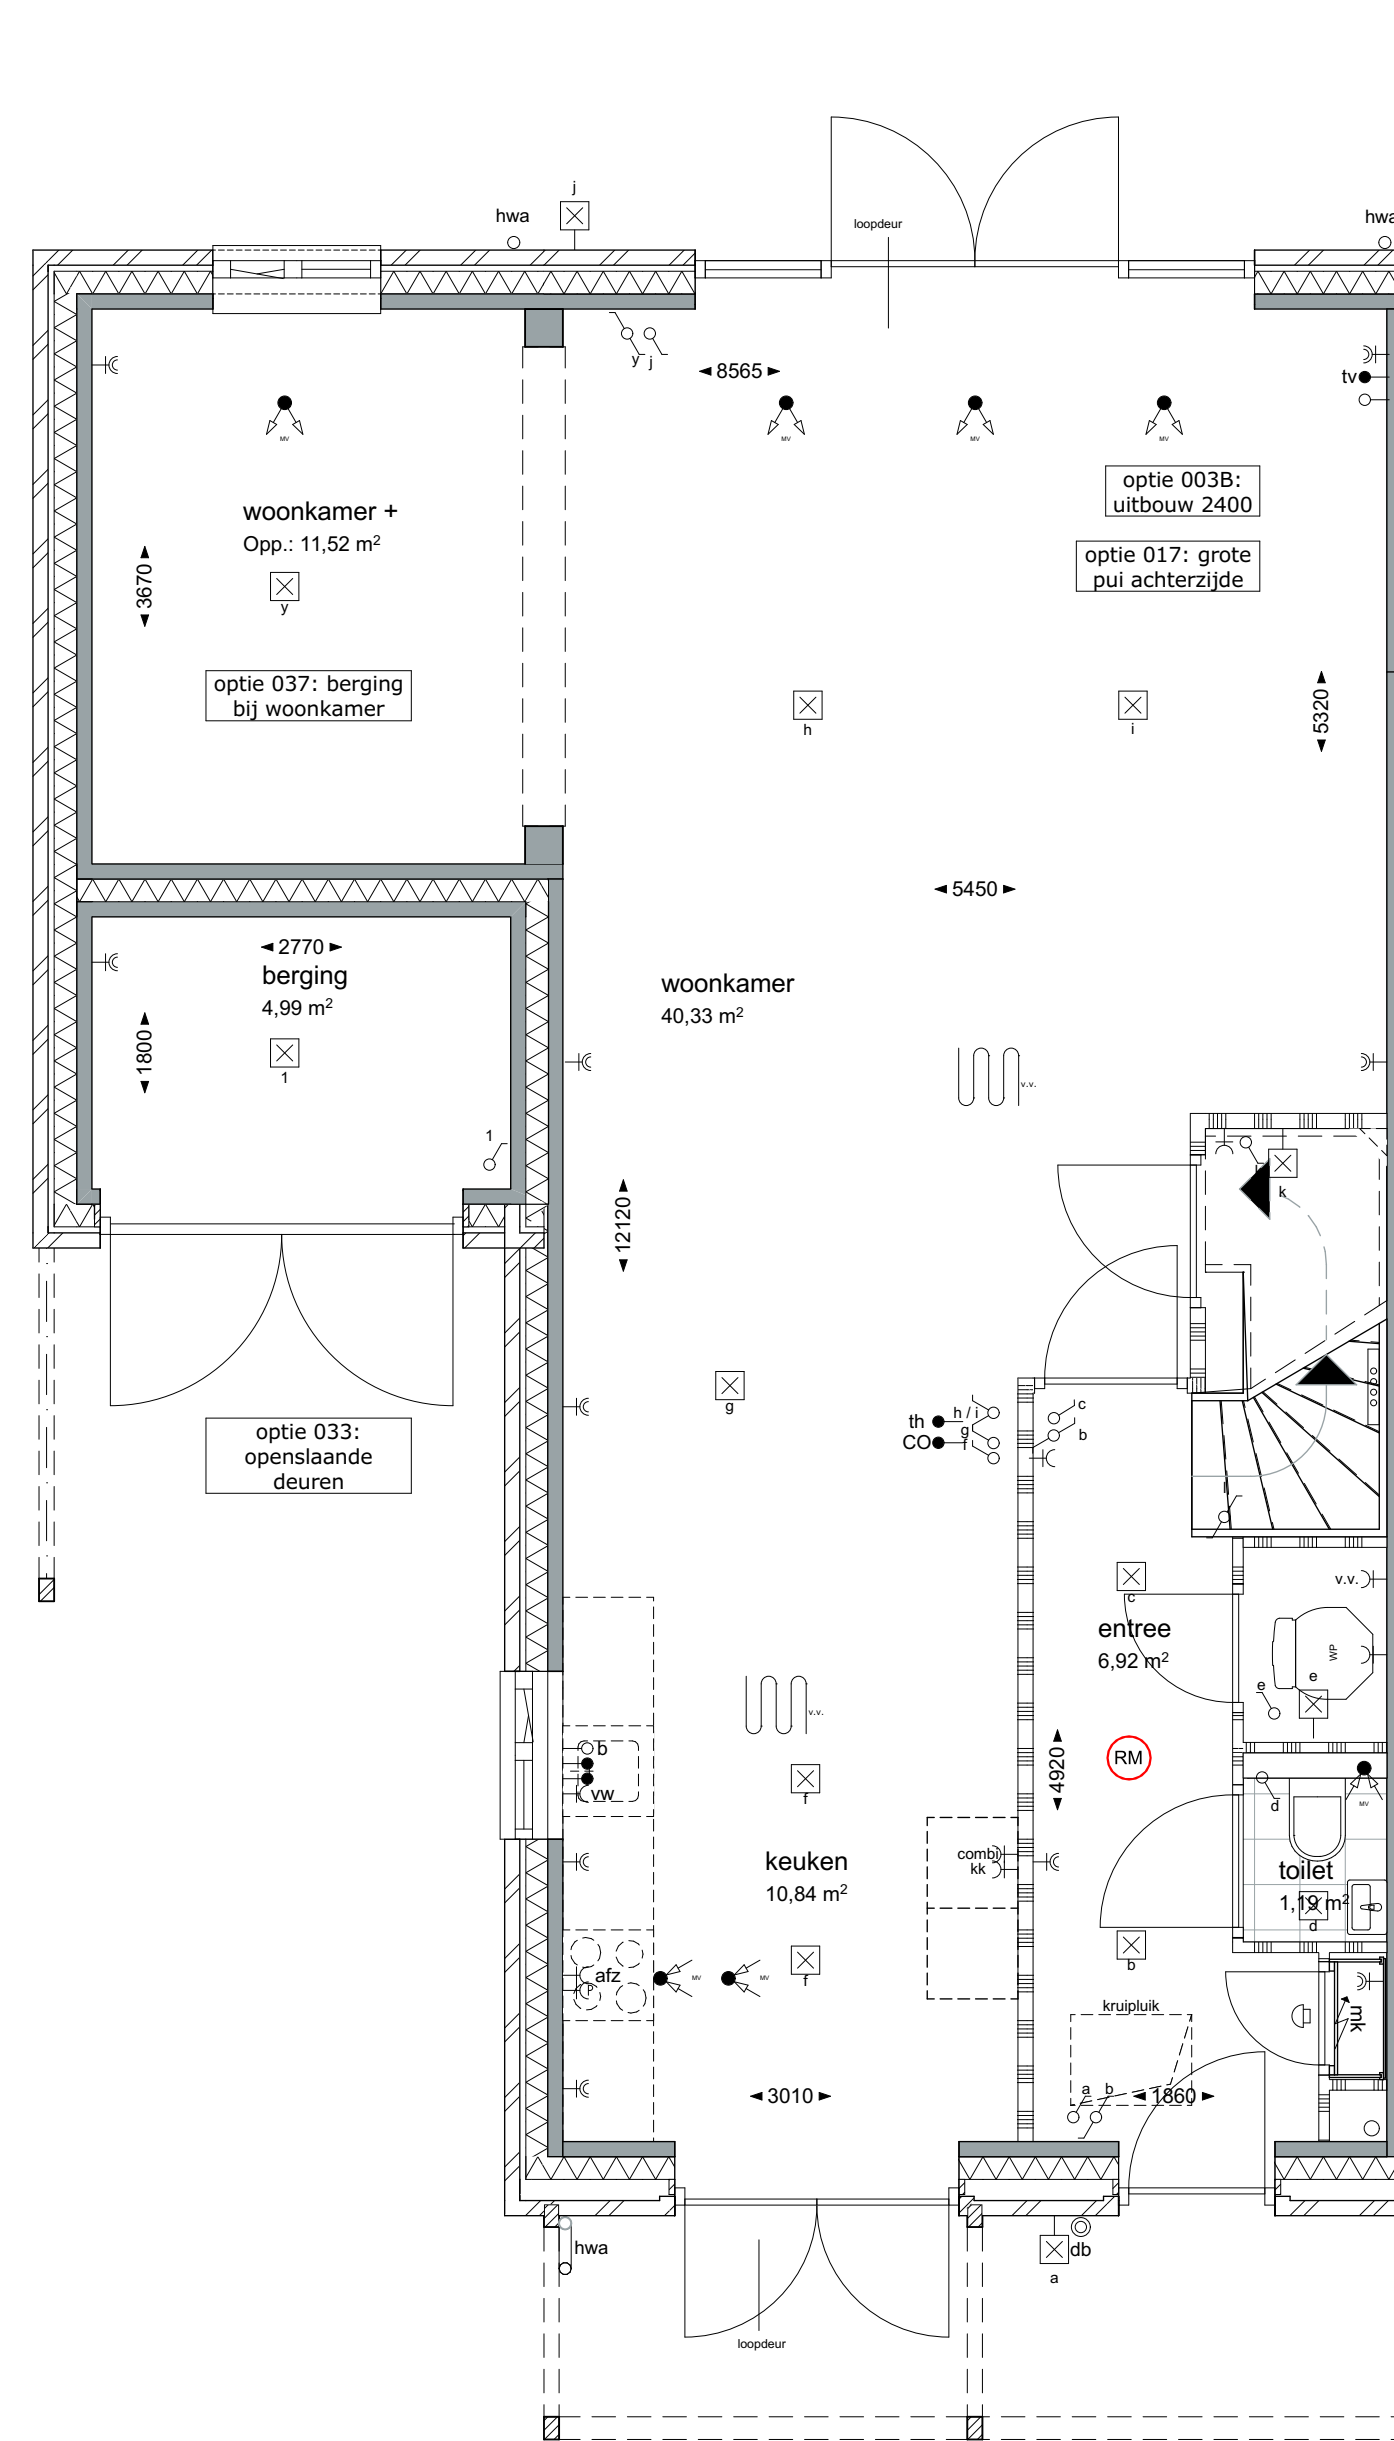 j
hwa
hwa
loopdeur
y
j
8565
tv
MV
MV
MV
MV
optie 003B:
uitbouw 2400
woonkamer +
Opp.: 11,52 m²
optie 017: grote
pui achterzijde
3670
y
optie 037: berging
bij woonkamer
h
i
5320
5450
2770
berging
4,99 m²
woonkamer
40,33 m²
1800
1
v.v.
1
k
12120
g
h / i
c
th
g
b
CO
f
optie 033:
openslaande
deuren
l
v.v.
c
entree
6,92 m²
WP
e
e
v.v.
b
RM
4920
vw
f
d
MV
keuken
10,84 m²
combi
kk
toilet
1,19 m²
d
b
afz
P
MV
MV
f
kruipluik
mk
a
b
3010
1860
hwa
db
a
loopdeur